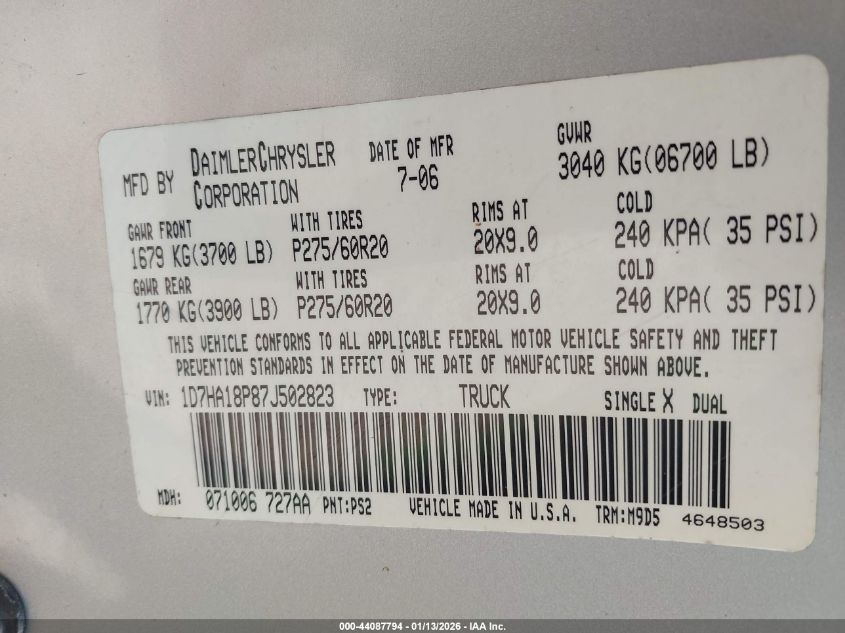 MFD BY DAIMLERCHRYSLER CORPORATION DATE OF MFR 7-06 GVWR 3040 KG(06700 LB)
GAWR FRONT WITH TIRES RIMS AT COLD
1679 KG(3700 LB) P275/60R20 20X9.0 240 KPA( 35 PSI)
GAWR REAR WITH TIRES RIMS AT COLD
1770 KG(3900 LB) P275/60R20 20X9.0 240 KPA( 35 PSI)
THIS VEHICLE CONFORMS TO ALL APPLICABLE FEDERAL MOTOR VEHICLE SAFETY AND THEFT
PREVENTION STANDARDS IN EFFECT ON THE DATE OF MANUFACTURE SHOWN ABOVE.
VIN: 1D7HA18P87J502823 TYPE: TRUCK SINGLE X DUAL
MDH: 071006 727AA PNT:PS2 VEHICLE MADE IN U.S.A. TRM:M9D5 4648503
000-44087794 - 01/13/2026 - IAA Inc.